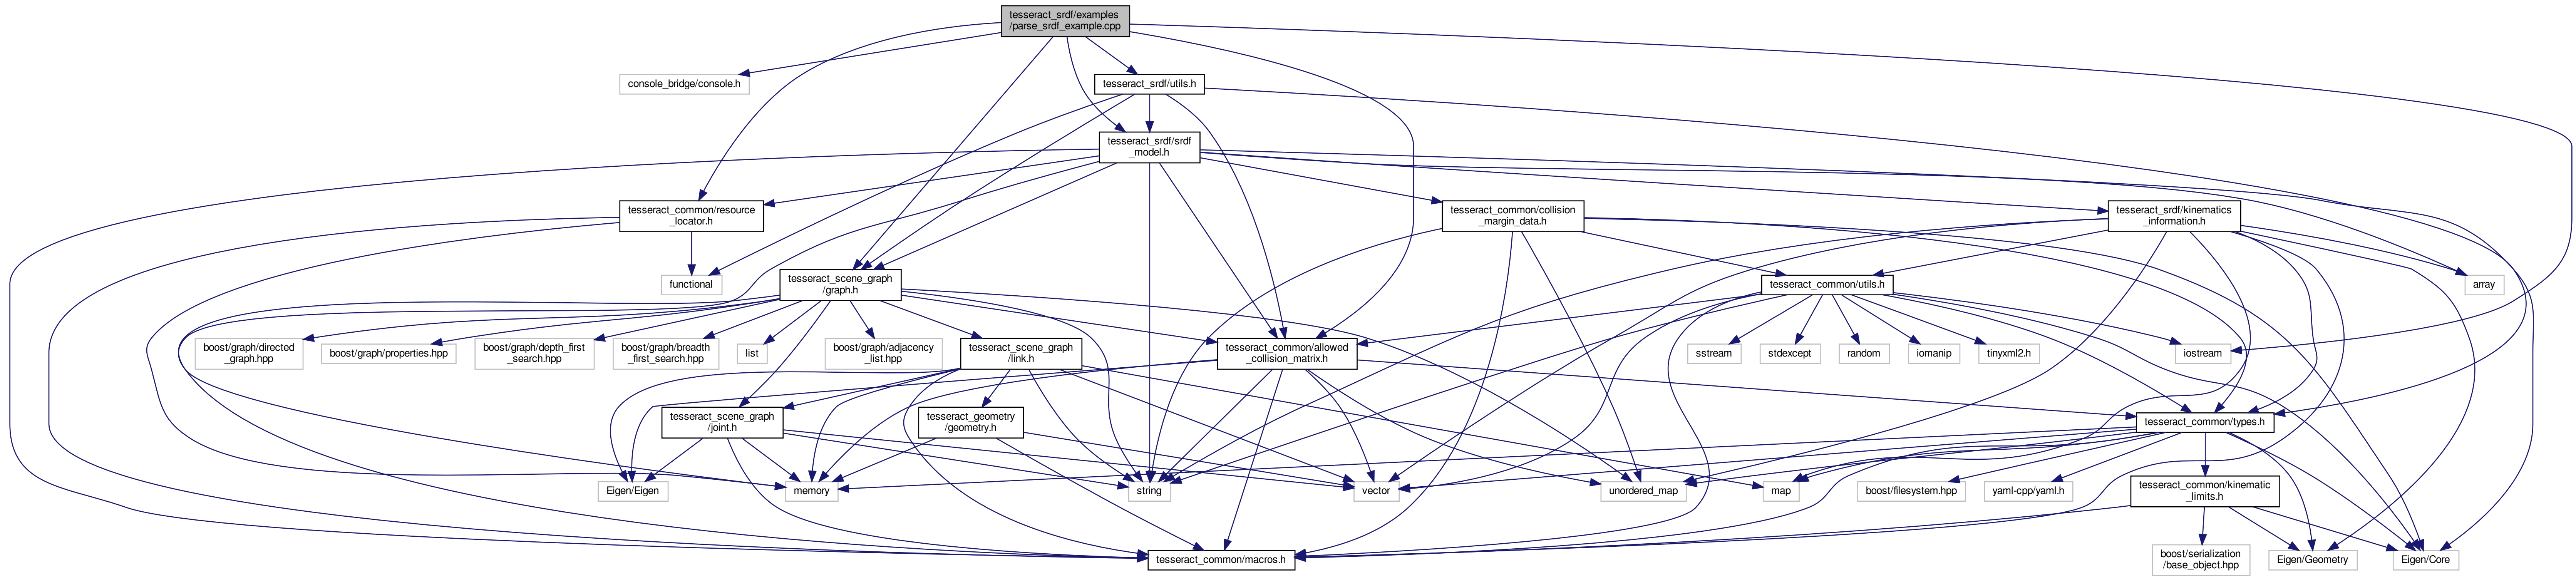 tesseract_srdf/examples
/parse_srdf_example.cpp
console_bridge/console.h
tesseract_srdf/utils.h
tesseract_srdf/srdf
_model.h
tesseract_common/resource
_locator.h
tesseract_common/collision
_margin_data.h
tesseract_srdf/kinematics
_information.h
functional
tesseract_scene_graph
/graph.h
tesseract_common/utils.h
array
boost/graph/directed
_graph.hpp
boost/graph/properties.hpp
boost/graph/depth_first
_search.hpp
boost/graph/breadth
_first_search.hpp
list
boost/graph/adjacency
_list.hpp
tesseract_scene_graph
/link.h
tesseract_common/allowed
_collision_matrix.h
sstream
stdexcept
random
iomanip
tinyxml2.h
iostream
tesseract_scene_graph
/joint.h
tesseract_geometry
/geometry.h
tesseract_common/types.h
Eigen/Eigen
memory
string
vector
unordered_map
map
boost/filesystem.hpp
yaml-cpp/yaml.h
tesseract_common/kinematic
_limits.h
tesseract_common/macros.h
boost/serialization
/base_object.hpp
Eigen/Geometry
Eigen/Core